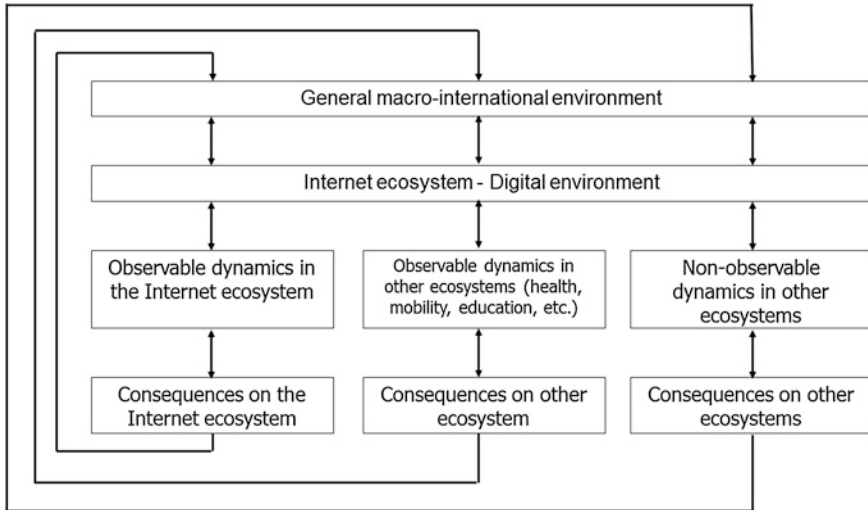 General macro-international environment
Internet ecosystem - Digital environment
Observable dynamics in
the Internet ecosystem
Observable dynamics in
other ecosystems (health,
mobility, education, etc.)
Non-observable
dynamics in other
ecosystems
Consequences on the
Internet ecosystem
Consequences on other
ecosystem
Consequences on other
ecosystems